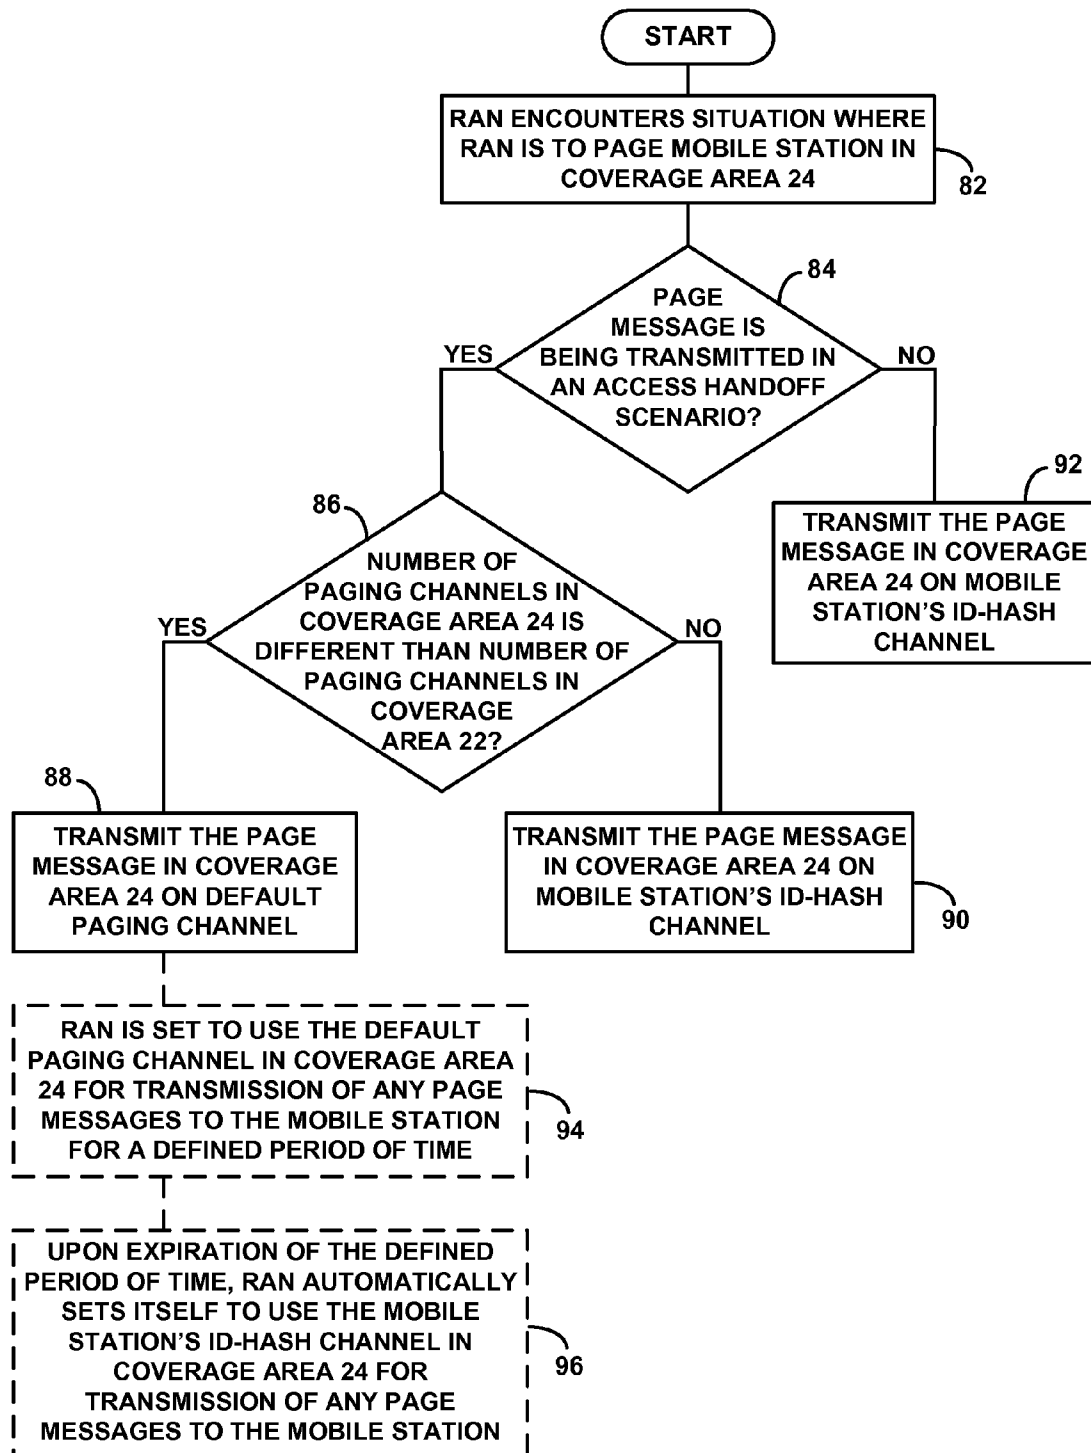 START
RAN ENCOUNTERS SITUATION WHERE
RAN IS TO PAGE MOBILE STATION IN
COVERAGE AREA 24
82
84
PAGE
MESSAGE IS
BEING TRANSMITTED IN
AN ACCESS HANDOFF
SCENARIO?
YES
NO
92
TRANSMIT THE PAGE
MESSAGE IN COVERAGE
AREA 24 ON MOBILE
STATION'S ID-HASH
CHANNEL
86
NUMBER OF
PAGING CHANNELS IN
COVERAGE AREA 24 IS
DIFFERENT THAN NUMBER OF
PAGING CHANNELS IN
COVERAGE
AREA 22?
YES
NO
88
TRANSMIT THE PAGE
MESSAGE IN COVERAGE
AREA 24 ON DEFAULT
PAGING CHANNEL
TRANSMIT THE PAGE MESSAGE
IN COVERAGE AREA 24 ON
MOBILE STATION'S ID-HASH
CHANNEL
90
RAN IS SET TO USE THE DEFAULT
PAGING CHANNEL IN COVERAGE AREA
24 FOR TRANSMISSION OF ANY PAGE
MESSAGES TO THE MOBILE STATION
FOR A DEFINED PERIOD OF TIME
94
UPON EXPIRATION OF THE DEFINED
PERIOD OF TIME, RAN AUTOMATICALLY
SETS ITSELF TO USE THE MOBILE
STATION'S ID-HASH CHANNEL IN
COVERAGE AREA 24 FOR
TRANSMISSION OF ANY PAGE
MESSAGES TO THE MOBILE STATION
96